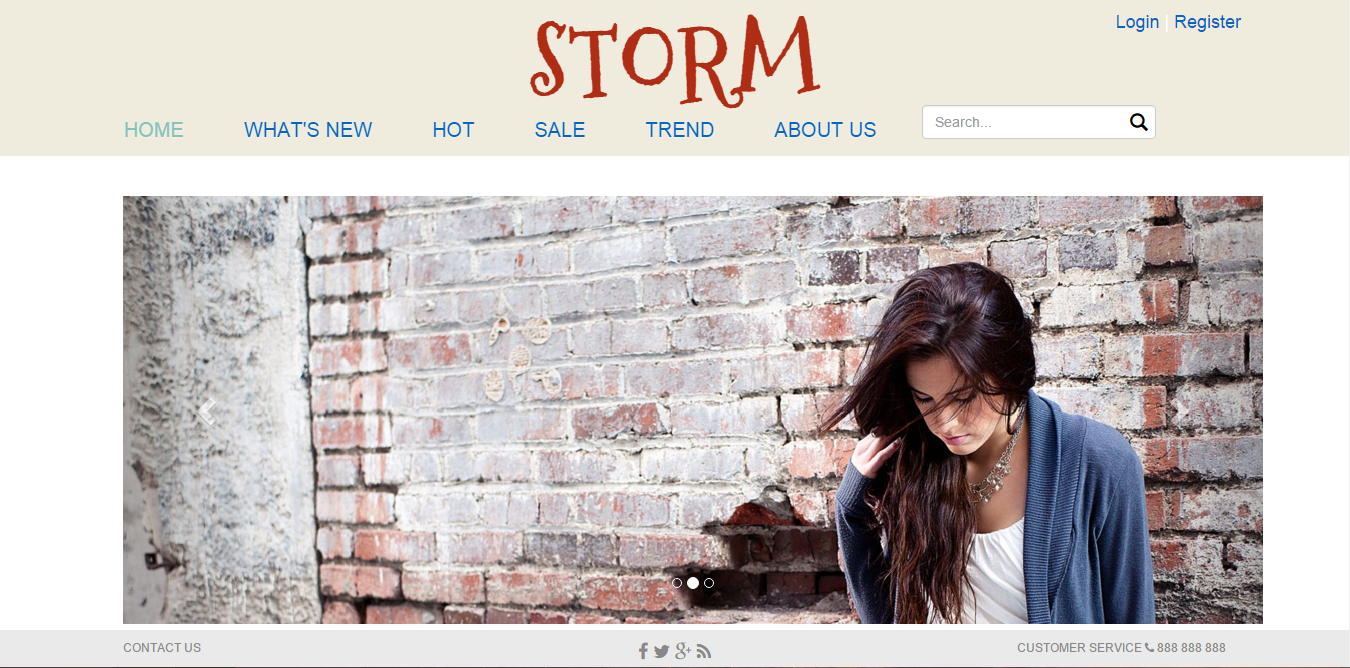 Login | Register
STORM
HOME WHAT'S NEW HOT SALE TREND ABOUT US Search...
CONTACT US CUSTOMER SERVICE 888 888 888